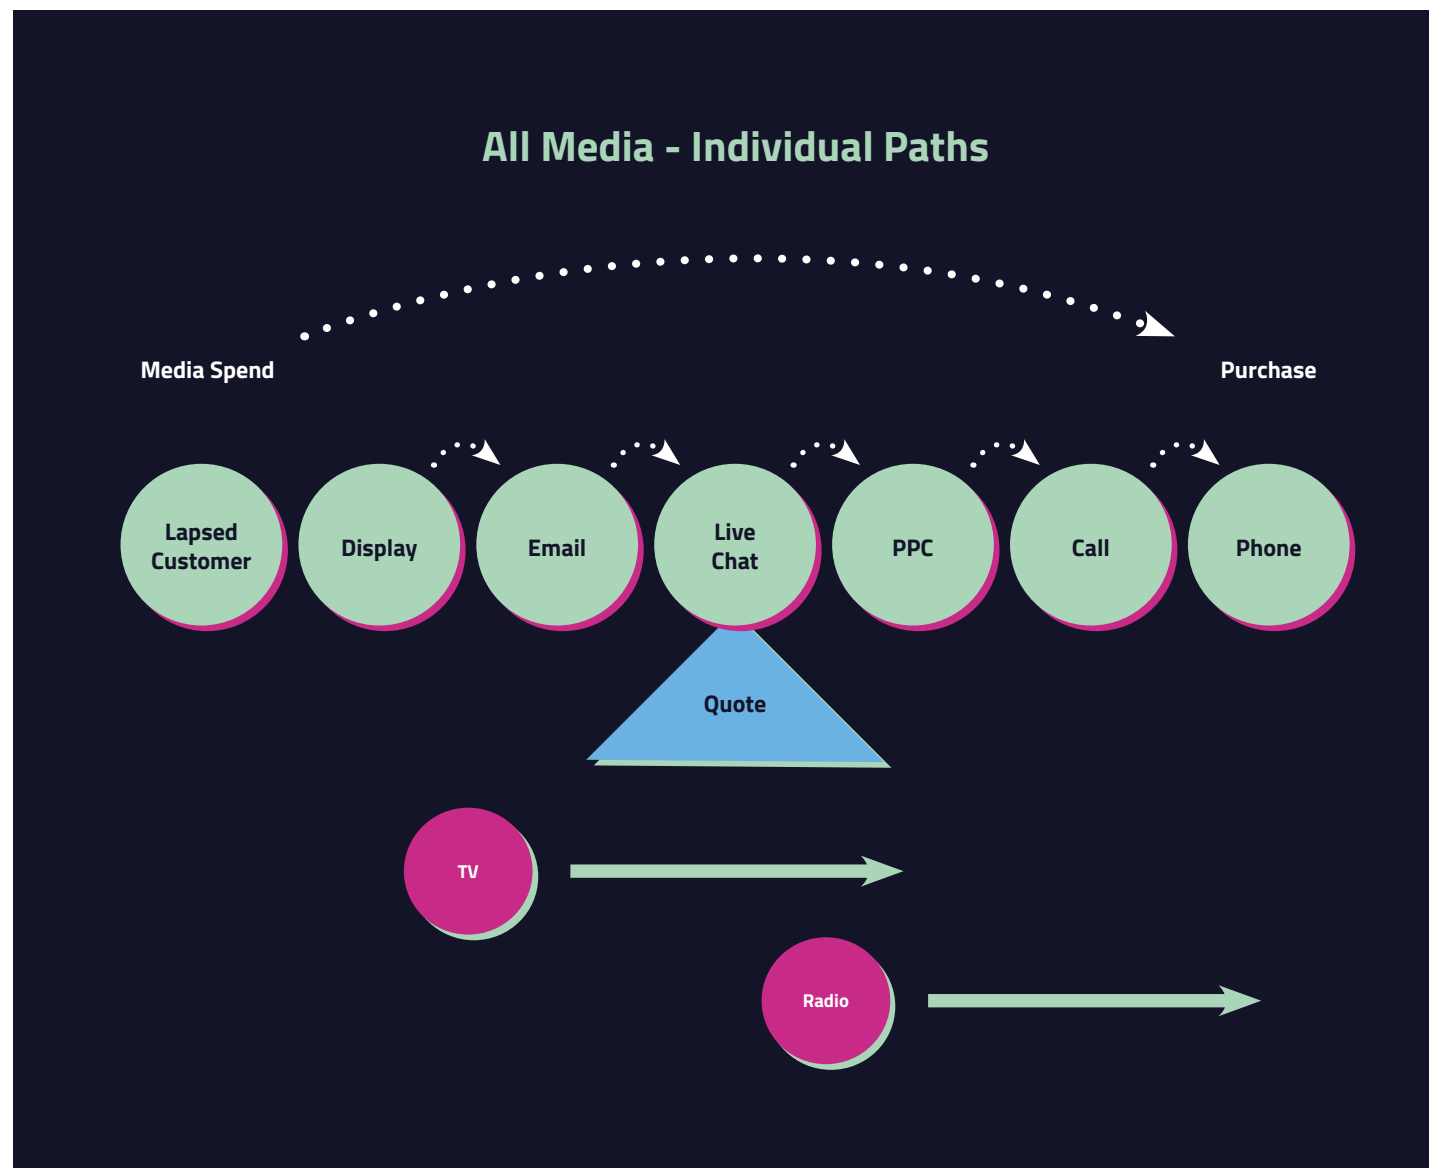 All Media - Individual Paths
Media Spend
Purchase
Lapsed
Customer
Display
Email
Live
Chat
PPC
Call
Phone
Quote
TV
Radio